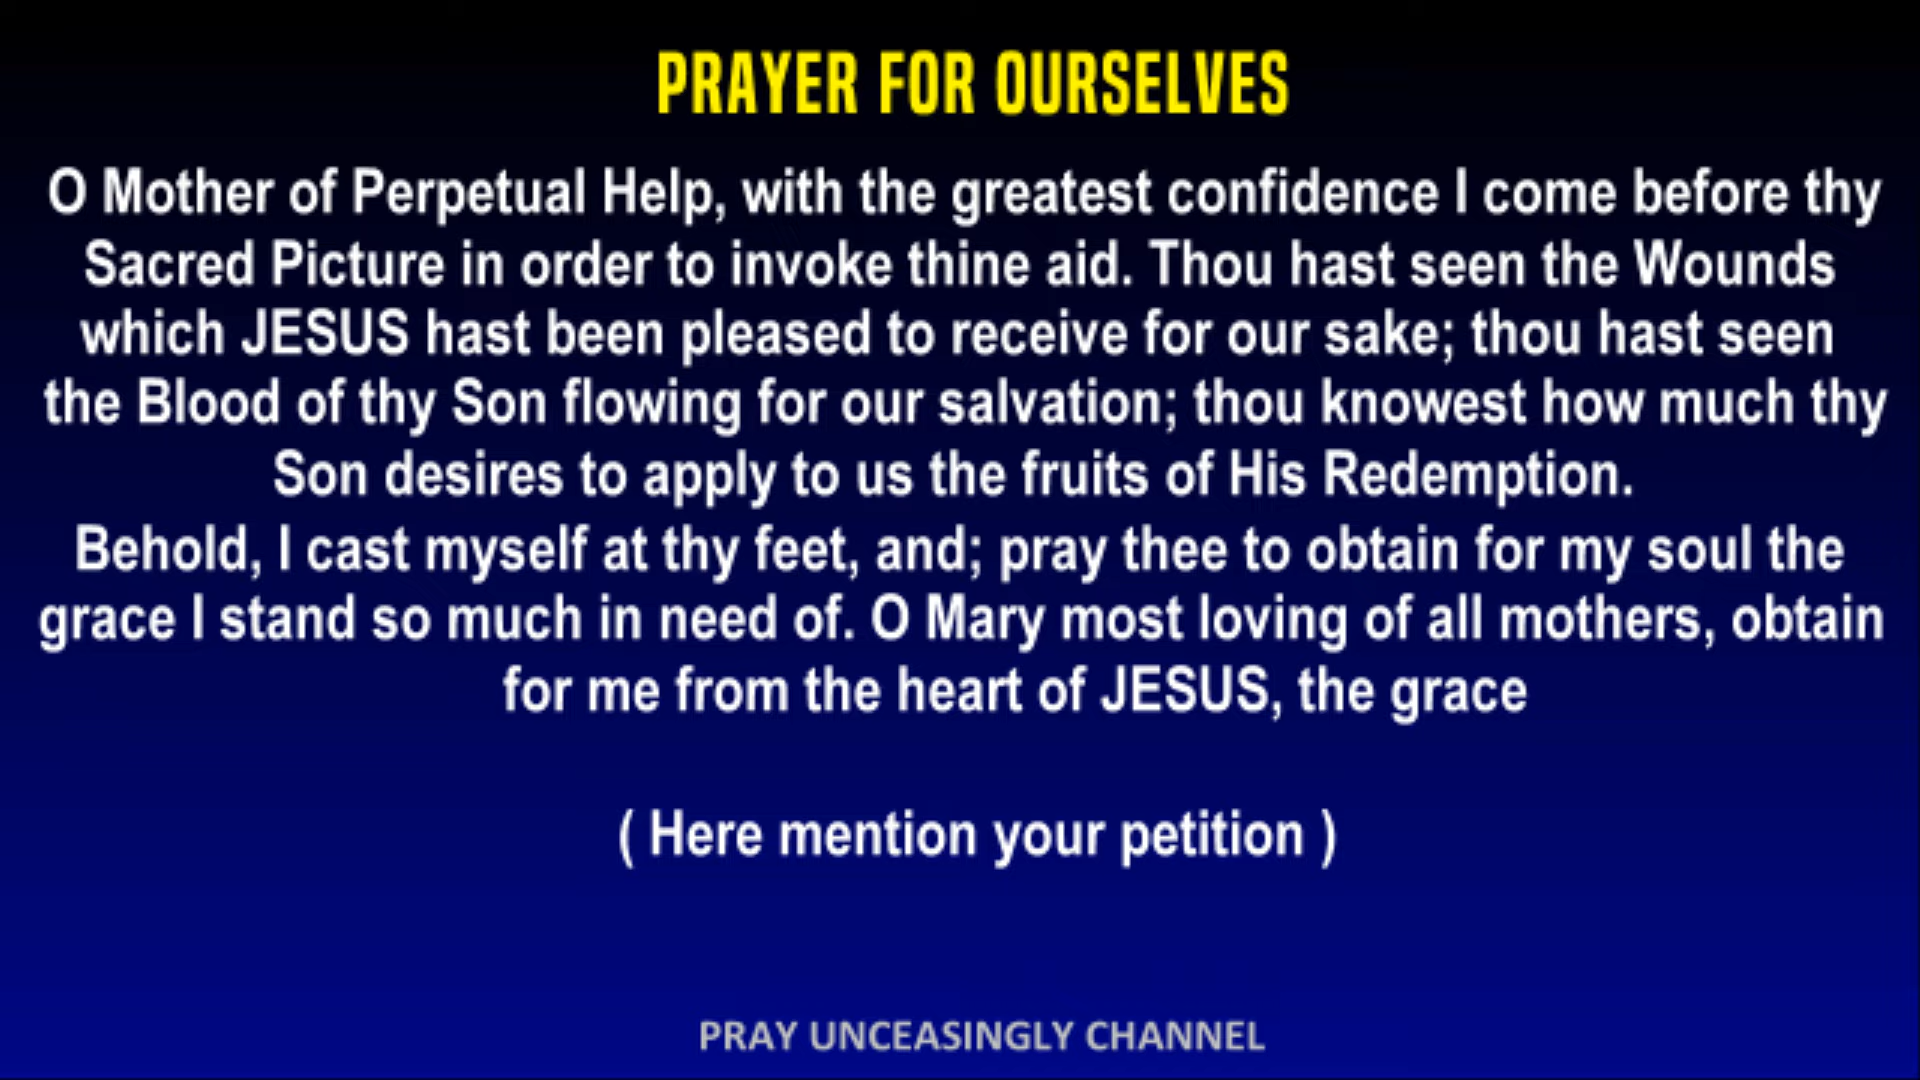 PRAYER FOR OURSELVES
O Mother of Perpetual Help, with the greatest confidence I come before thy
Sacred Picture in order to invoke thine aid. Thou hast seen the Wounds
which JESUS hast been pleased to receive for our sake; thou hast seen
the Blood of thy Son flowing for our salvation; thou knowest how much thy
Son desires to apply to us the fruits of His Redemption.
Behold, I cast myself at thy feet, and; pray thee to obtain for my soul the
grace I stand so much in need of. O Mary most loving of all mothers, obtain
for me from the heart of JESUS, the grace
( Here mention your petition )
PRAY UNCEASINGLY CHANNEL